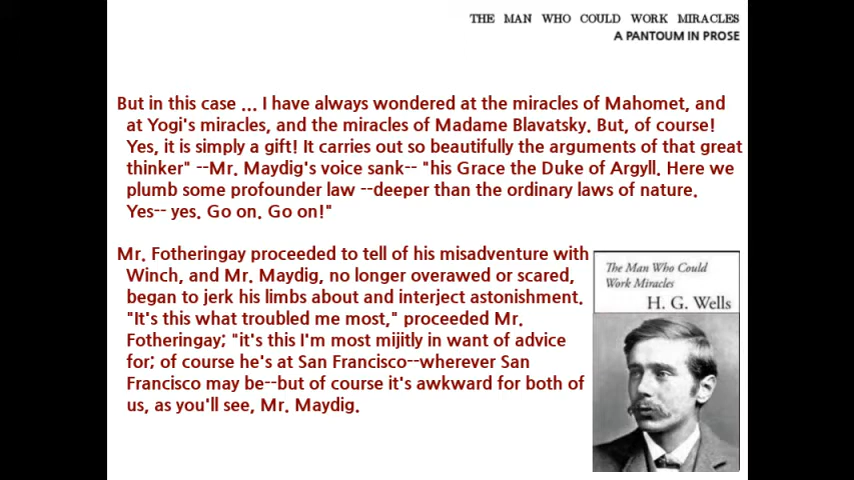 THE MAN WHO COULD WORK MIRACLES
A PANTOUM IN PROSE
But in this case ... I have always wondered at the miracles of Mahomet, and
at Yogi's miracles, and the miracles of Madame Blavatsky. But, of course!
Yes, it is simply a gift! It carries out so beautifully the arguments of that great
thinker" --Mr. Maydig's voice sank-- "his Grace the Duke of Argyll. Here we
plumb some profounder law --deeper than the ordinary laws of nature.
Yes-- yes. Go on. Go on!"
Mr. Fotheringay proceeded to tell of his misadventure with
Winch, and Mr. Maydig, no longer overawed or scared,
began to jerk his limbs about and interject astonishment.
"It's this what troubled me most," proceeded Mr.
Fotheringay; "it's this I'm most mijitly in want of advice
for; of course he's at San Francisco--wherever San
Francisco may be--but of course it's awkward for both of
us, as you'll see, Mr. Maydig.
The Man Who Could
Work Miracles
H. G. Wells